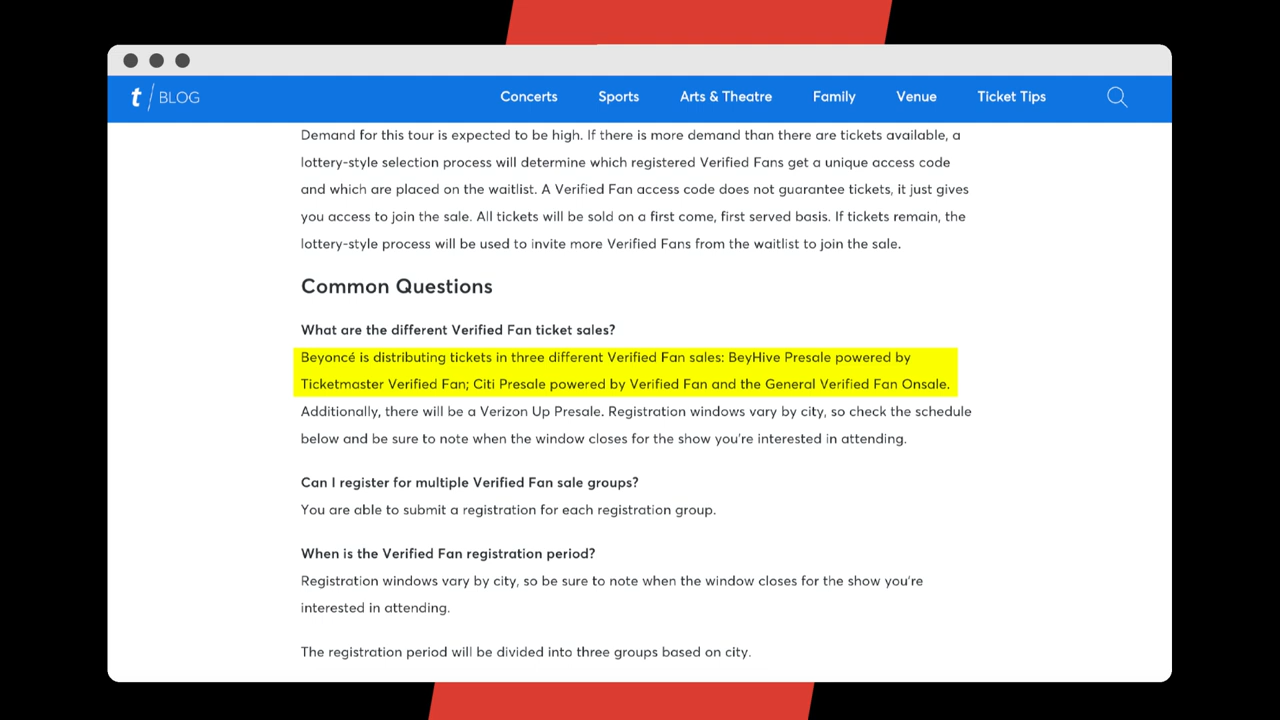 t / BLOG
Concerts Sports Arts & Theatre Family Venue Ticket Tips
Demand for this tour is expected to be high. If there is more demand than there are tickets available, a
lottery-style selection process will determine which registered Verified Fans get a unique access code
and which are placed on the waitlist. A Verified Fan access code does not guarantee tickets, it just gives
you access to join the sale. All tickets will be sold on a first come, first served basis. If tickets remain, the
lottery-style process will be used to invite more Verified Fans from the waitlist to join the sale.
Common Questions
What are the different Verified Fan ticket sales?
Beyoncé is distributing tickets in three different Verified Fan sales: BeyHive Presale powered by
Ticketmaster Verified Fan; Citi Presale powered by Verified Fan and the General Verified Fan Onsale.
Additionally, there will be a Verizon Up Presale. Registration windows vary by city, so check the schedule
below and be sure to note when the window closes for the show you're interested in attending.
Can I register for multiple Verified Fan sale groups?
You are able to submit a registration for each registration group.
When is the Verified Fan registration period?
Registration windows vary by city, so be sure to note when the window closes for the show you're
interested in attending.
The registration period will be divided into three groups based on city.